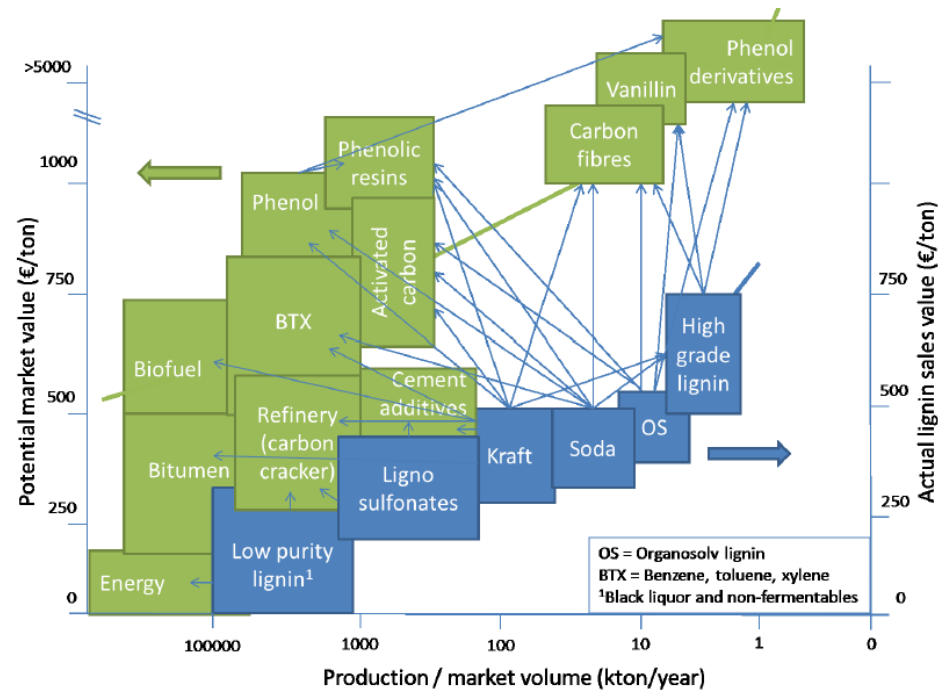 >5000
1000
750
500
250
0
Potential market value (€/ton)
Phenol
derivatives
Vanillin
Carbon
fibres
Phenolic
resins
Phenol
Activated
carbon
BTX
Biofuel
Cement
additives
Refinery
(carbon
cracker)
Bitumen
Energy
Low purity
lignin¹
Ligno
sulfonates
Kraft
Soda
OS
High
grade
lignin
750
500
250
0
Actual lignin sales value (€/ton)
OS = Organosolv lignin
BTX = Benzene, toluene, xylene
¹Black liquor and non-fermentables
100000
1000
100
10
1
0
Production / market volume (kton/year)